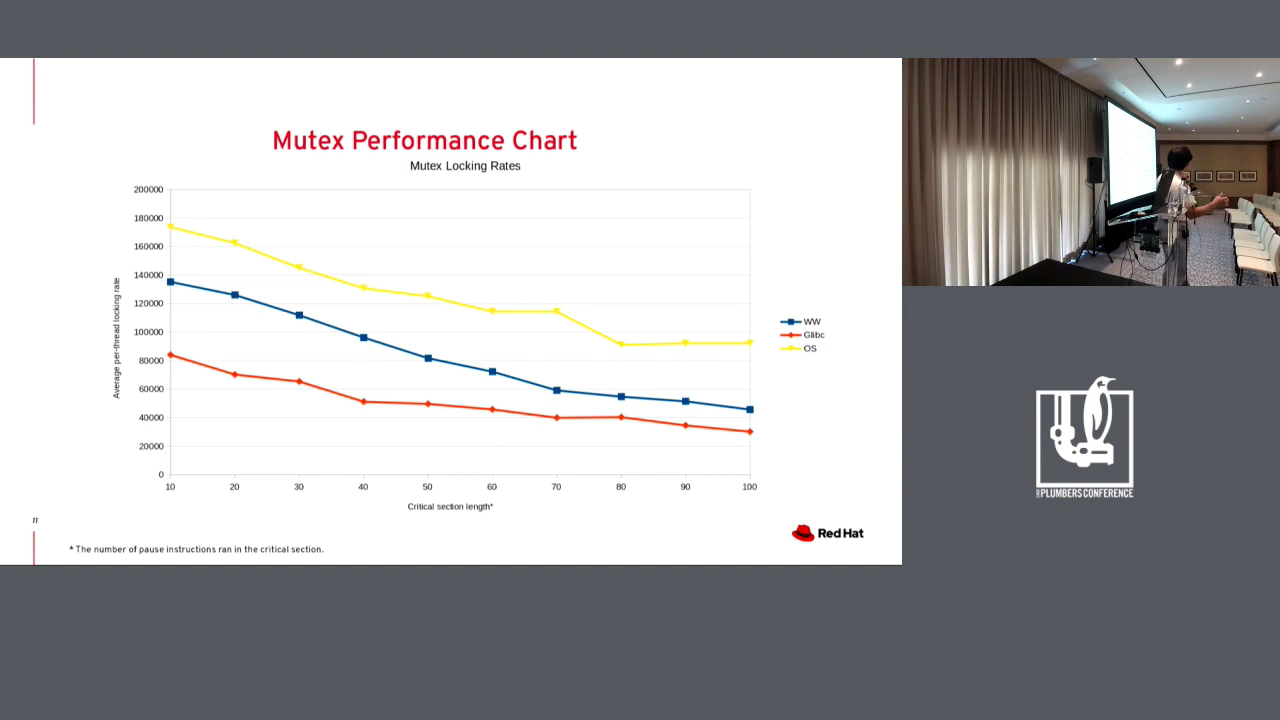 Mutex Performance Chart
Mutex Locking Rates
200000
180000
160000
140000
120000
100000
80000
60000
40000
20000
0
Average per-thread locking rate
10 20 30 40 50 60 70 80 90 100
Critical section length*
WW
Glibc
OS
11
* The number of pause instructions ran in the critical section.
Red Hat
PLUMBERS CONFERENCE